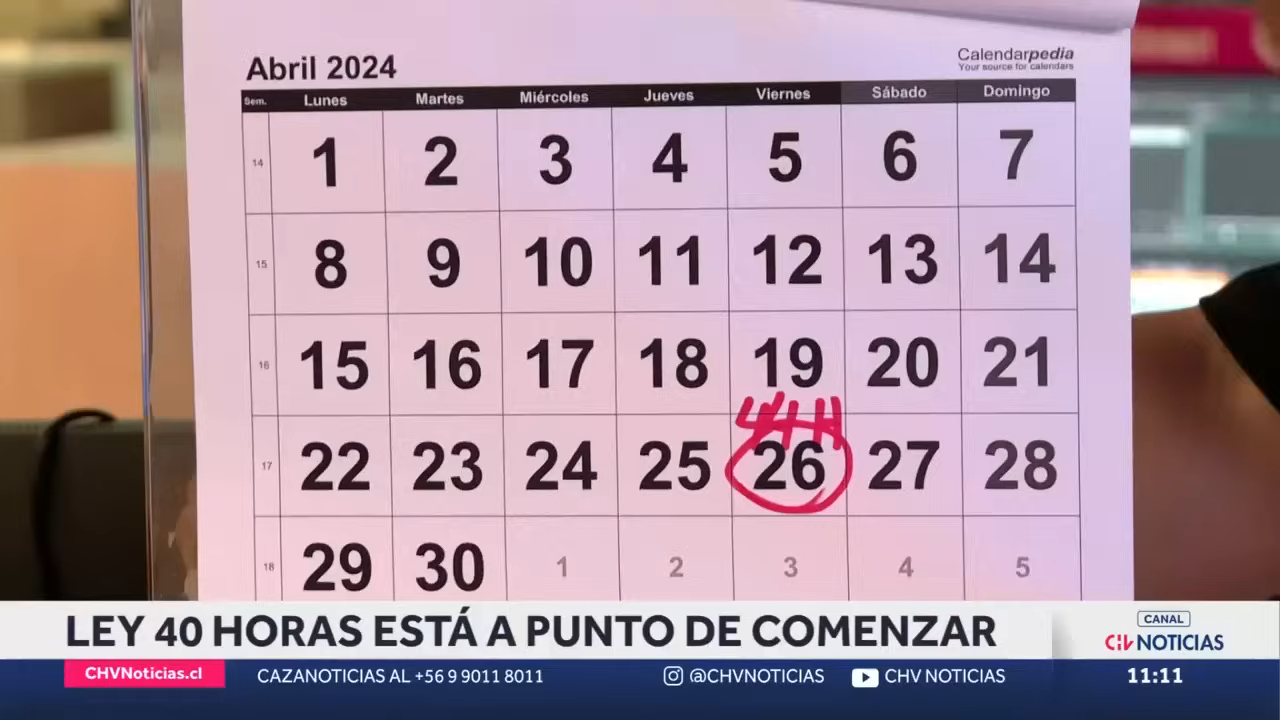 Abril 2024
Calendarpedia
Your source for calendars
Sem. Lunes Martes Miércoles Jueves Viernes Sábado Domingo
14 1 2 3 4 5 6 7
15 8 9 10 11 12 13 14
16 15 16 17 18 19 20 21
44H
17 22 23 24 25 26 27 28
18 29 30 1 2 3 4 5
LEY 40 HORAS ESTÁ A PUNTO DE COMENZAR
CANAL
CHV NOTICIAS
CHVNoticias.cl CAZANOTICIAS AL +56 9 9011 8011 @CHVNOTICIAS CHV NOTICIAS 11:11